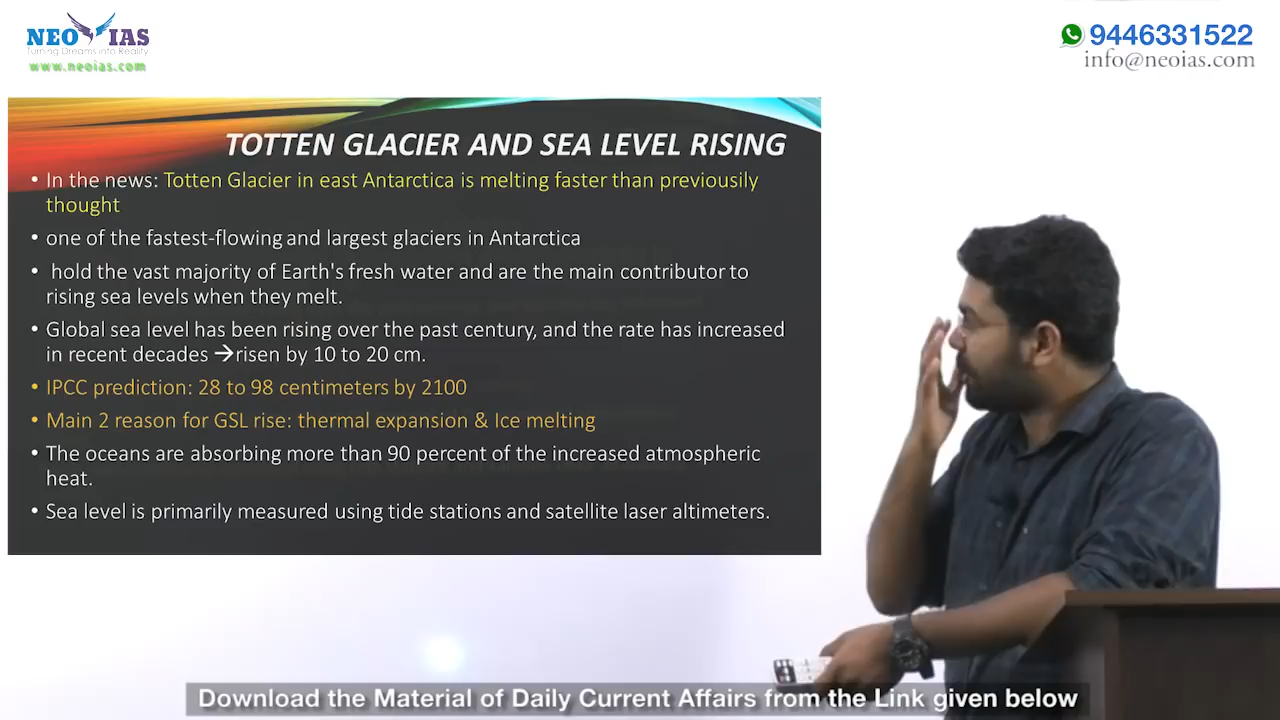 NEO IAS
Turning Dreams into Reality
www.neoias.com
9446331522
info@neoias.com
TOTTEN GLACIER AND SEA LEVEL RISING
• In the news: Totten Glacier in east Antarctica is melting faster than previousily
thought
• one of the fastest-flowing and largest glaciers in Antarctica
• hold the vast majority of Earth's fresh water and are the main contributor to
rising sea levels when they melt.
• Global sea level has been rising over the past century, and the rate has increased
in recent decades →risen by 10 to 20 cm.
• IPCC prediction: 28 to 98 centimeters by 2100
• Main 2 reason for GSL rise: thermal expansion & Ice melting
• The oceans are absorbing more than 90 percent of the increased atmospheric
heat.
• Sea level is primarily measured using tide stations and satellite laser altimeters.
Download the Material of Daily Current Affairs from the Link given below